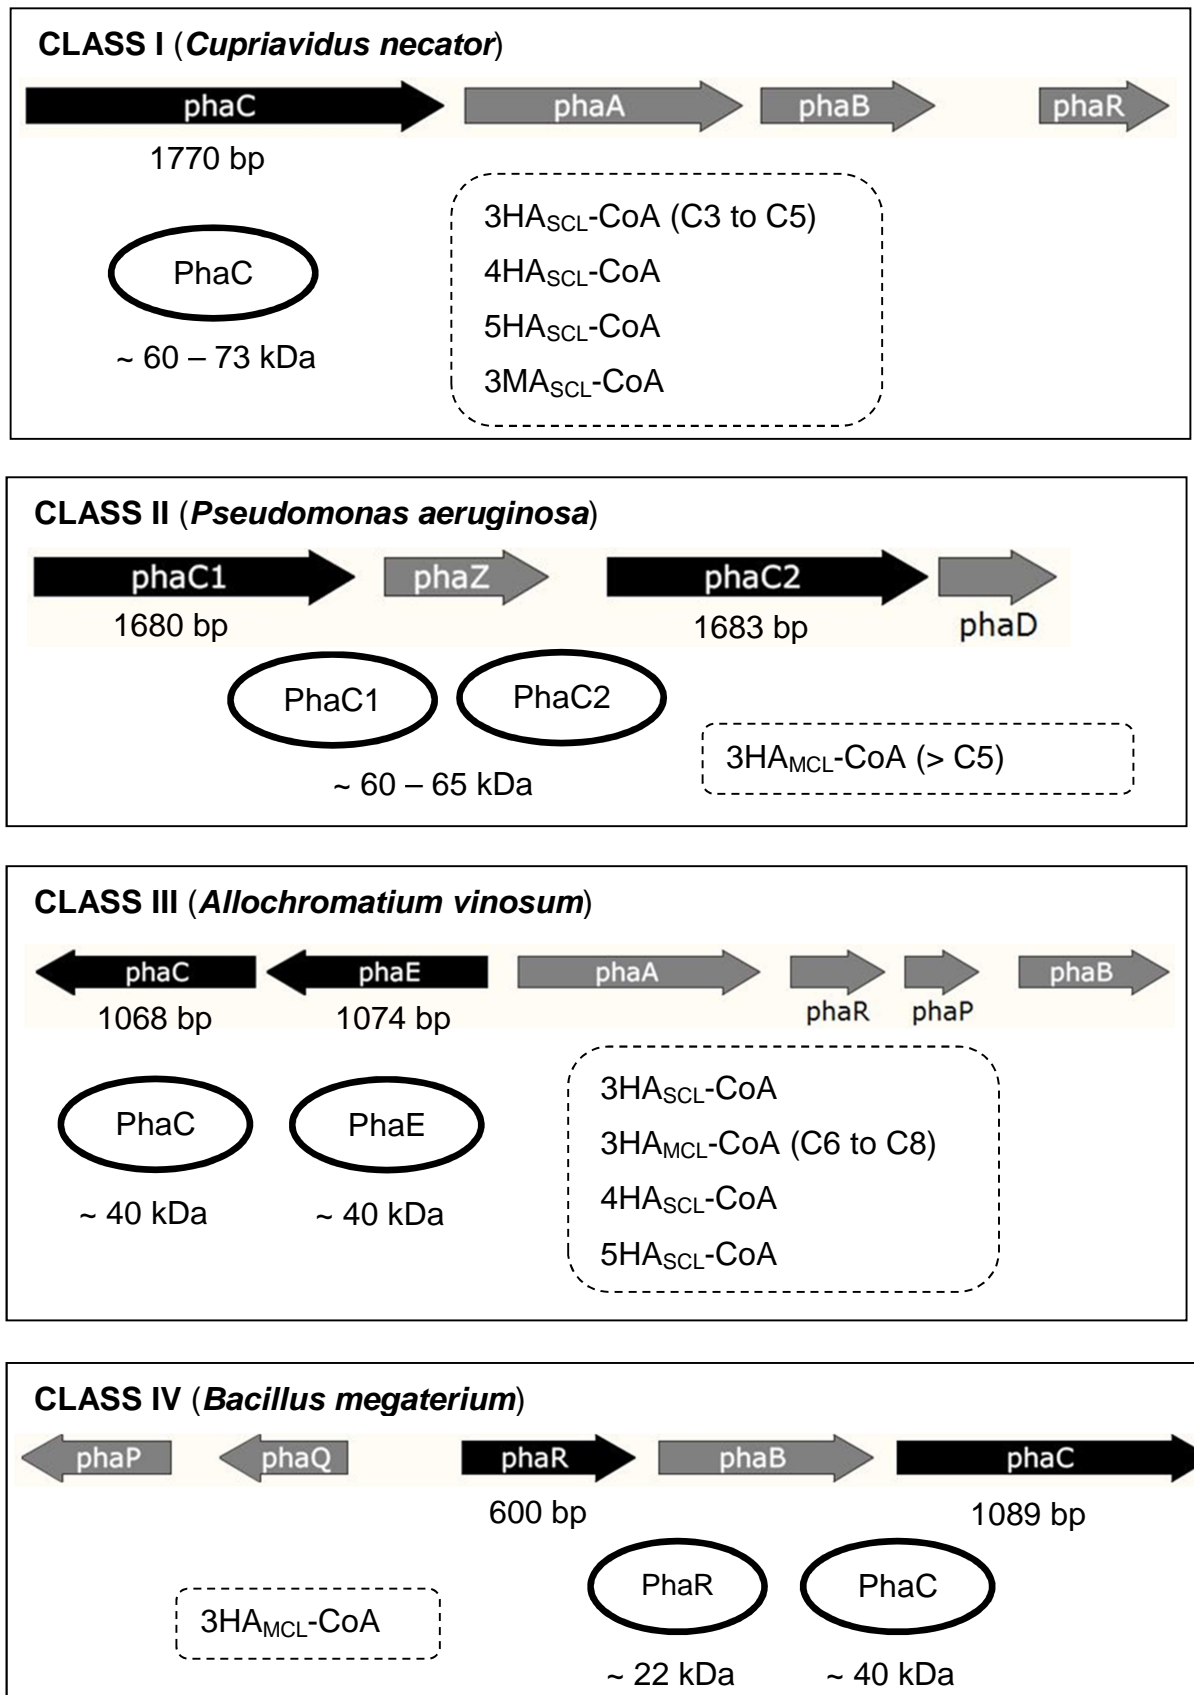 CLASS I (Cupriavidus necator)
phaC phaA phaB phaR
1770 bp
3HASCL-CoA (C3 to C5)
PhaC
4HASCL-CoA
5HASCL-CoA
~ 60 – 73 kDa
3MASCL-CoA
CLASS II (Pseudomonas aeruginosa)
phaC1 phaZ phaC2
1680 bp 1683 bp phaD
PhaC1 PhaC2
3HAMCL-CoA (> C5)
~ 60 – 65 kDa
CLASS III (Allochromatium vinosum)
phaC phaE phaA phaB
1068 bp 1074 bp phaR phaP
3HASCL-CoA
PhaC PhaE
3HAMCL-CoA (C6 to C8)
4HASCL-CoA
~ 40 kDa ~ 40 kDa
5HASCL-CoA
CLASS IV (Bacillus megaterium)
phaP phaQ phaR phaB phaC
600 bp 1089 bp
PhaR PhaC
3HAMCL-CoA
~ 22 kDa ~ 40 kDa